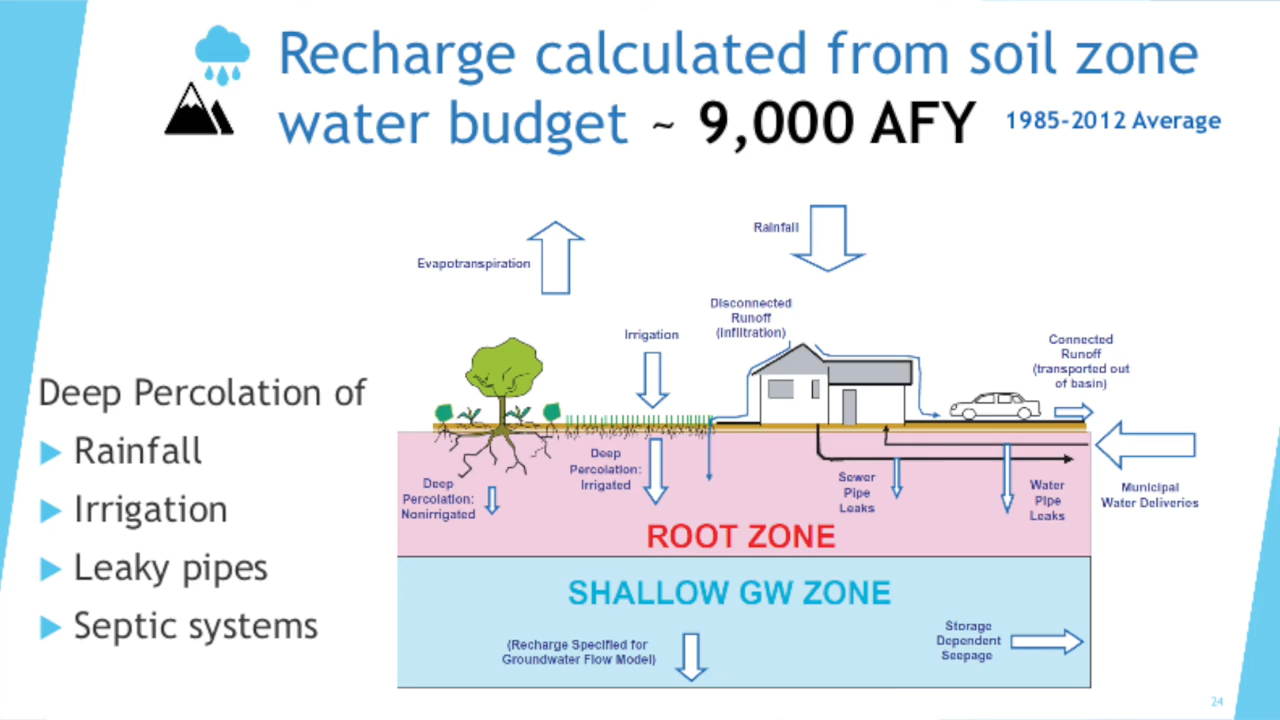 Recharge calculated from soil zone
water budget ~ 9,000 AFY 1985-2012 Average
Deep Percolation of
Rainfall
Irrigation
Leaky pipes
Septic systems
Evapotranspiration
Rainfall
Irrigation
Disconnected
Runoff
(Infiltration)
Connected
Runoff
(transported out
of basin)
Deep
Percolation:
Nonirrigated
Deep
Percolation:
Irrigated
Sewer
Pipe
Leaks
Water
Pipe
Leaks
Municipal
Water Deliveries
ROOT ZONE
SHALLOW GW ZONE
(Recharge Specified for
Groundwater Flow Model)
Storage
Dependent
Seepage
24